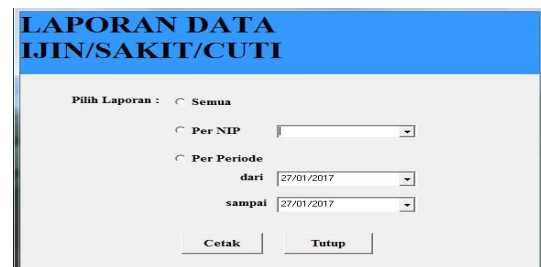 LAPORAN DATA
IJIN/SAKIT/CUTI
Pilih Laporan : Semua
Per NIP
Per Periode
dari 27/01/2017
sampai 27/01/2017
Cetak Tutup